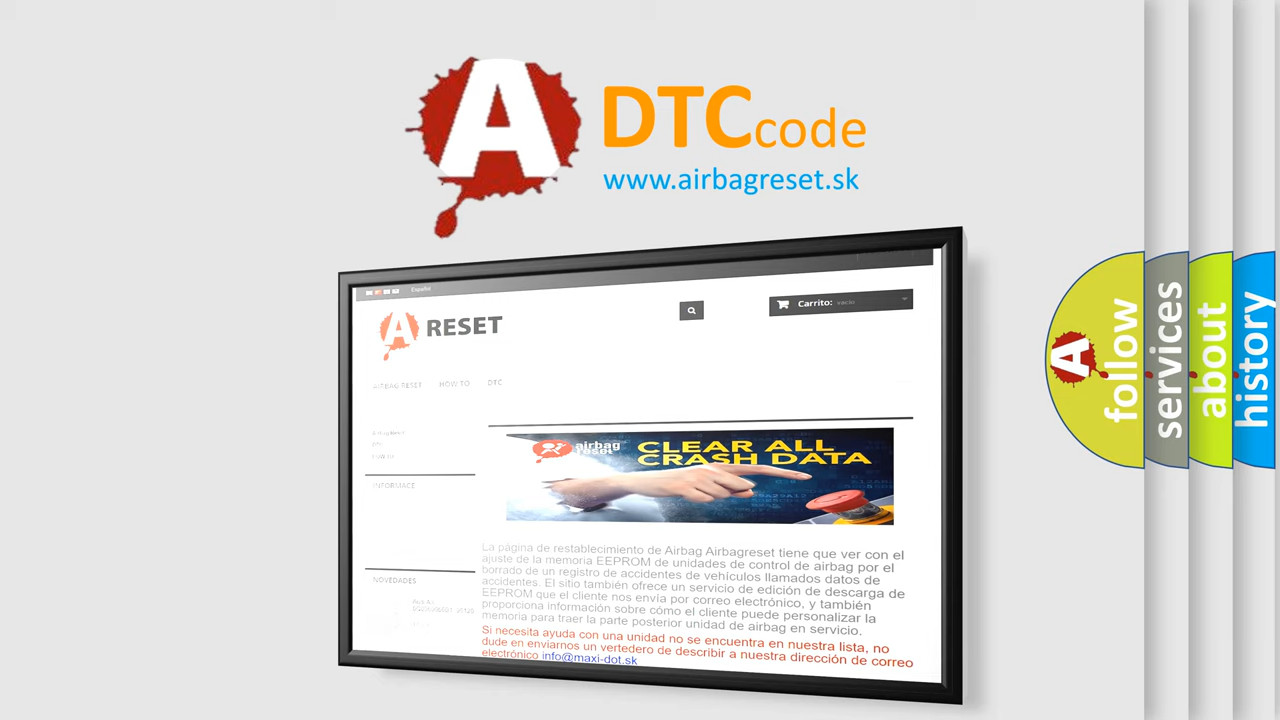 A DTCcode
www.airbagreset.sk
Español
A RESET
Carrito: vacío
AIRBAG RESET HOW TO DTC
INFORMACE
airbag
reset
CLEAR ALL
CRASH DATA
La página de restablecimiento de Airbag Airbagreset tiene que ver con el
ajuste de la memoria EEPROM de unidades de control de airbag por el
borrado de un registro de accidentes de vehículos llamados datos de
accidentes. El sitio también ofrece un servicio de edición de descarga de
EEPROM que el cliente nos envía por correo electrónico, y también
proporciona información sobre cómo el cliente puede personalizar la
memoria para traer la parte posterior unidad de airbag en servicio.
NOVEDADES
Si necesita ayuda con una unidad no se encuentra en nuestra lista, no
dude en enviarnos un vertedero de describir a nuestra dirección de correo
electrónico info@maxi-dot.sk
A
follow
services
about
history